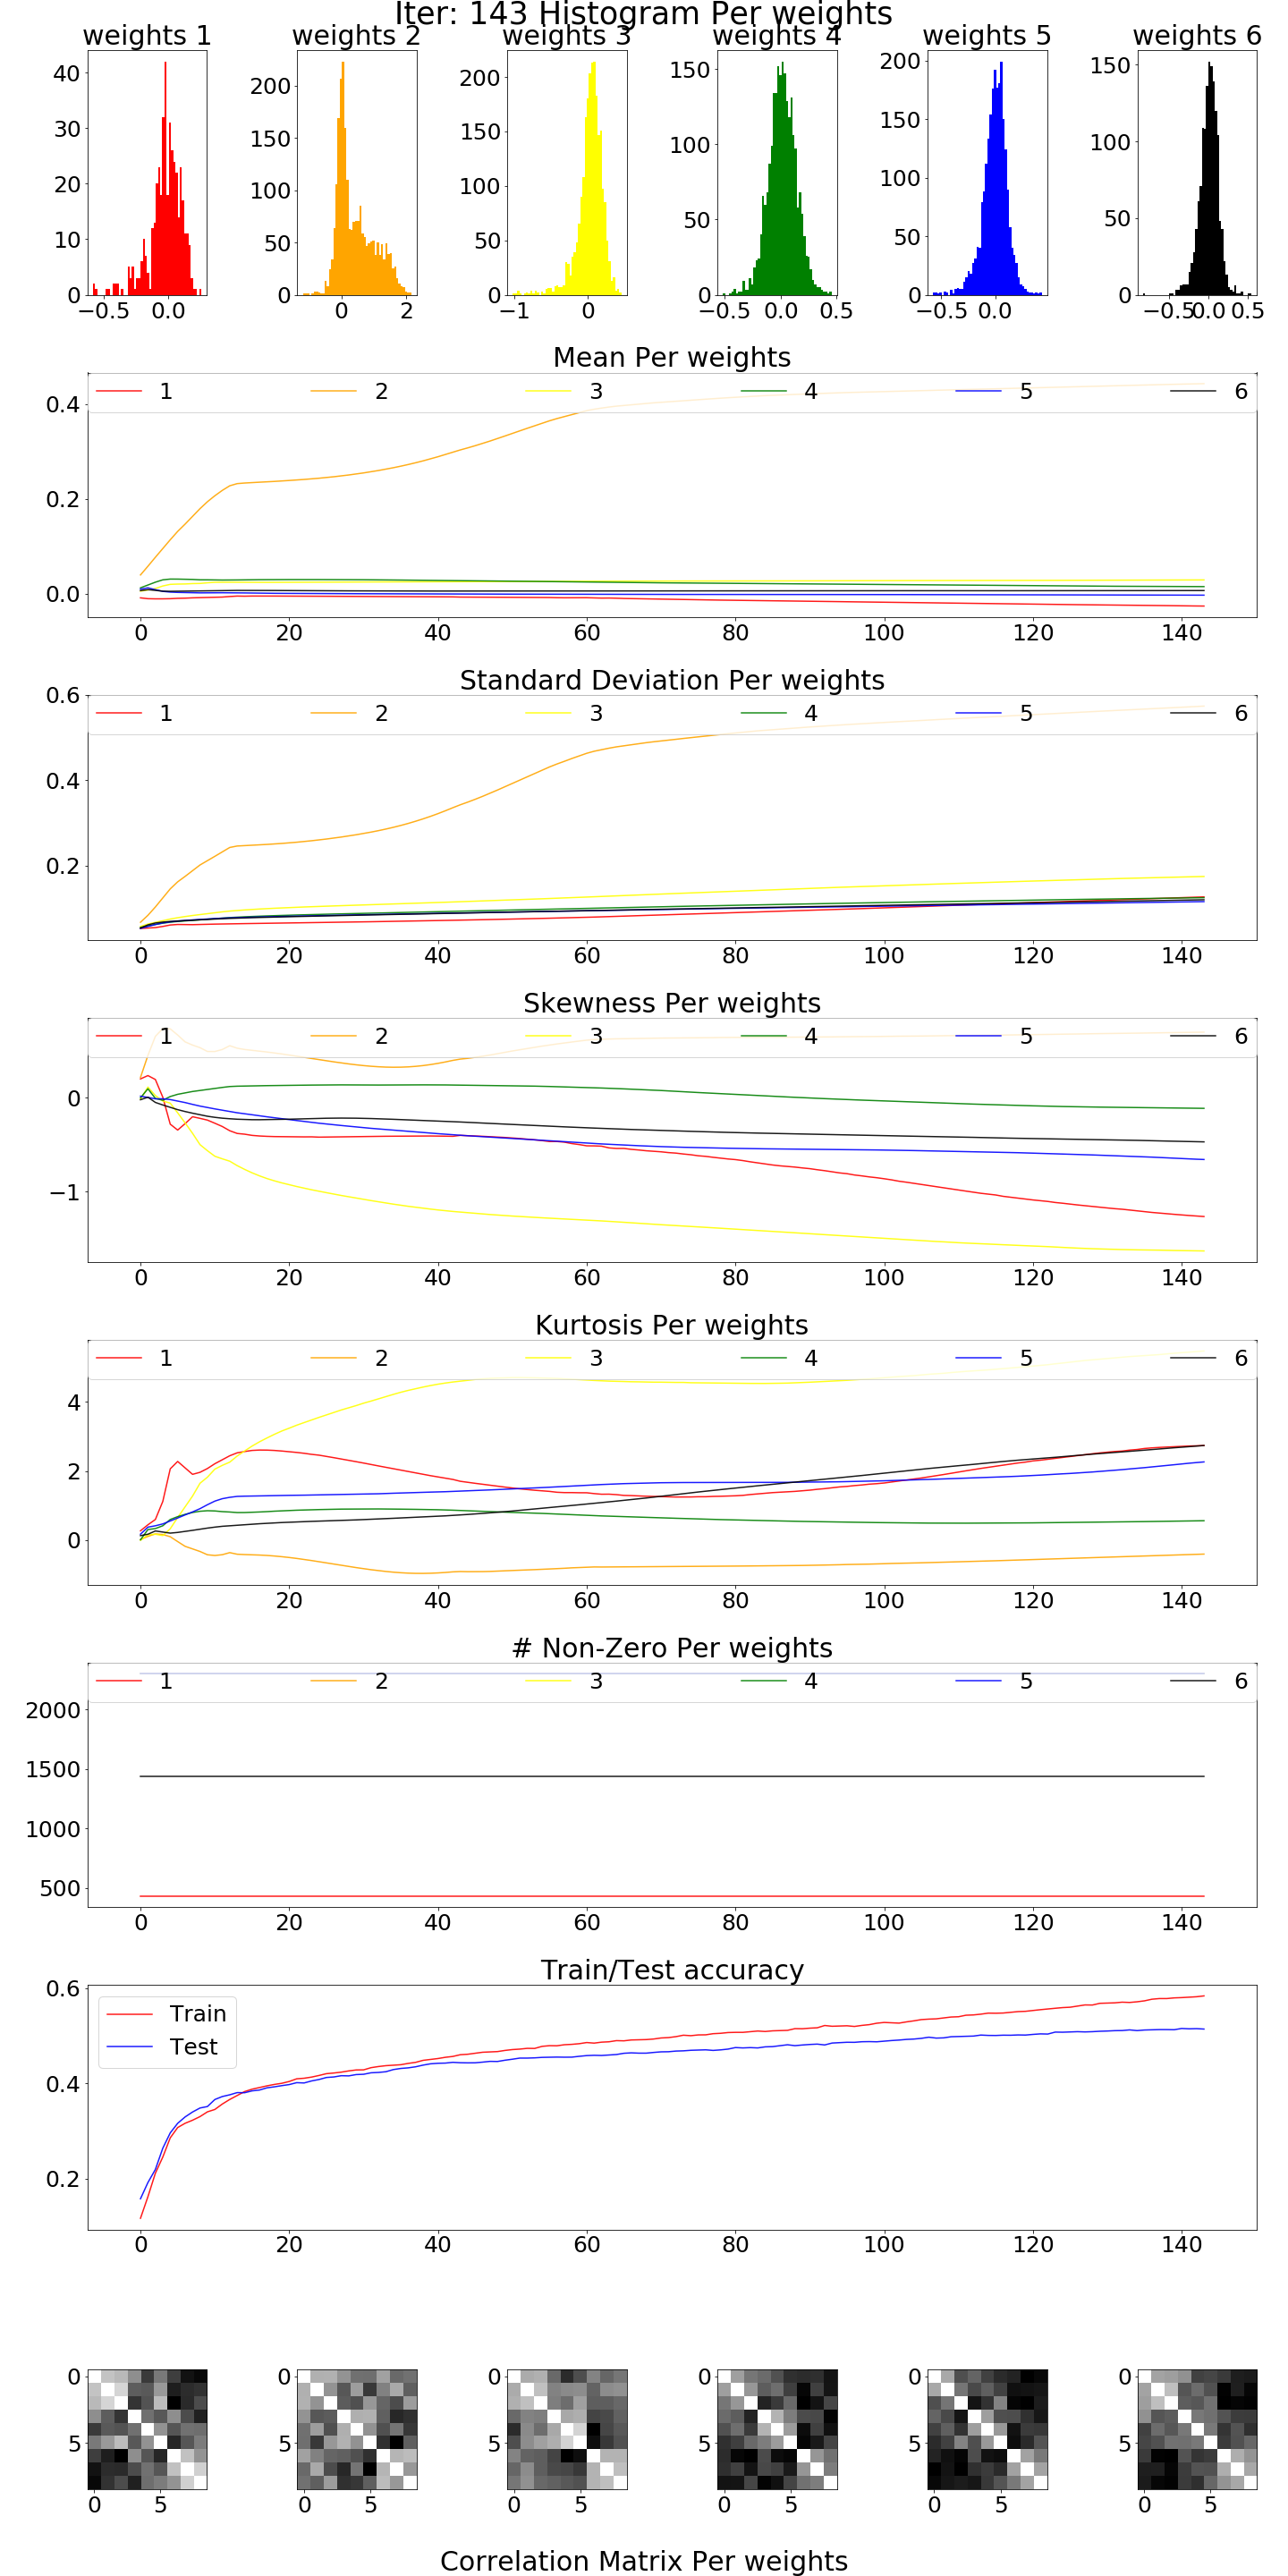 Iter: 143 Histogram Per weights
weights 1 weights 2 weights 3 weights 4 weights 5 weights 6
40 30 20 10 0
−0.5 0.0
200 150 100 50 0
0 2
200 150 100 50 0
−1 0
150 100 50 0
−0.5 0.0 0.5
200 150 100 50 0
−0.5 0.0
150 100 50 0
−0.5 0.0 0.5
Mean Per weights
1 2 3 4 5 6
0.4
0.2
0.0
0 20 40 60 80 100 120 140
Standard Deviation Per weights
1 2 3 4 5 6
0.6
0.4
0.2
0 20 40 60 80 100 120 140
Skewness Per weights
1 2 3 4 5 6
0
−1
0 20 40 60 80 100 120 140
Kurtosis Per weights
1 2 3 4 5 6
4
2
0
0 20 40 60 80 100 120 140
# Non-Zero Per weights
1 2 3 4 5 6
2000
1500
1000
500
0 20 40 60 80 100 120 140
Train/Test accuracy
Train
Test
0.6
0.4
0.2
0 20 40 60 80 100 120 140
0 0 0 0 0 0
5 5 5 5 5 5
0 5 0 5 0 5 0 5 0 5 0 5
Correlation Matrix Per weights